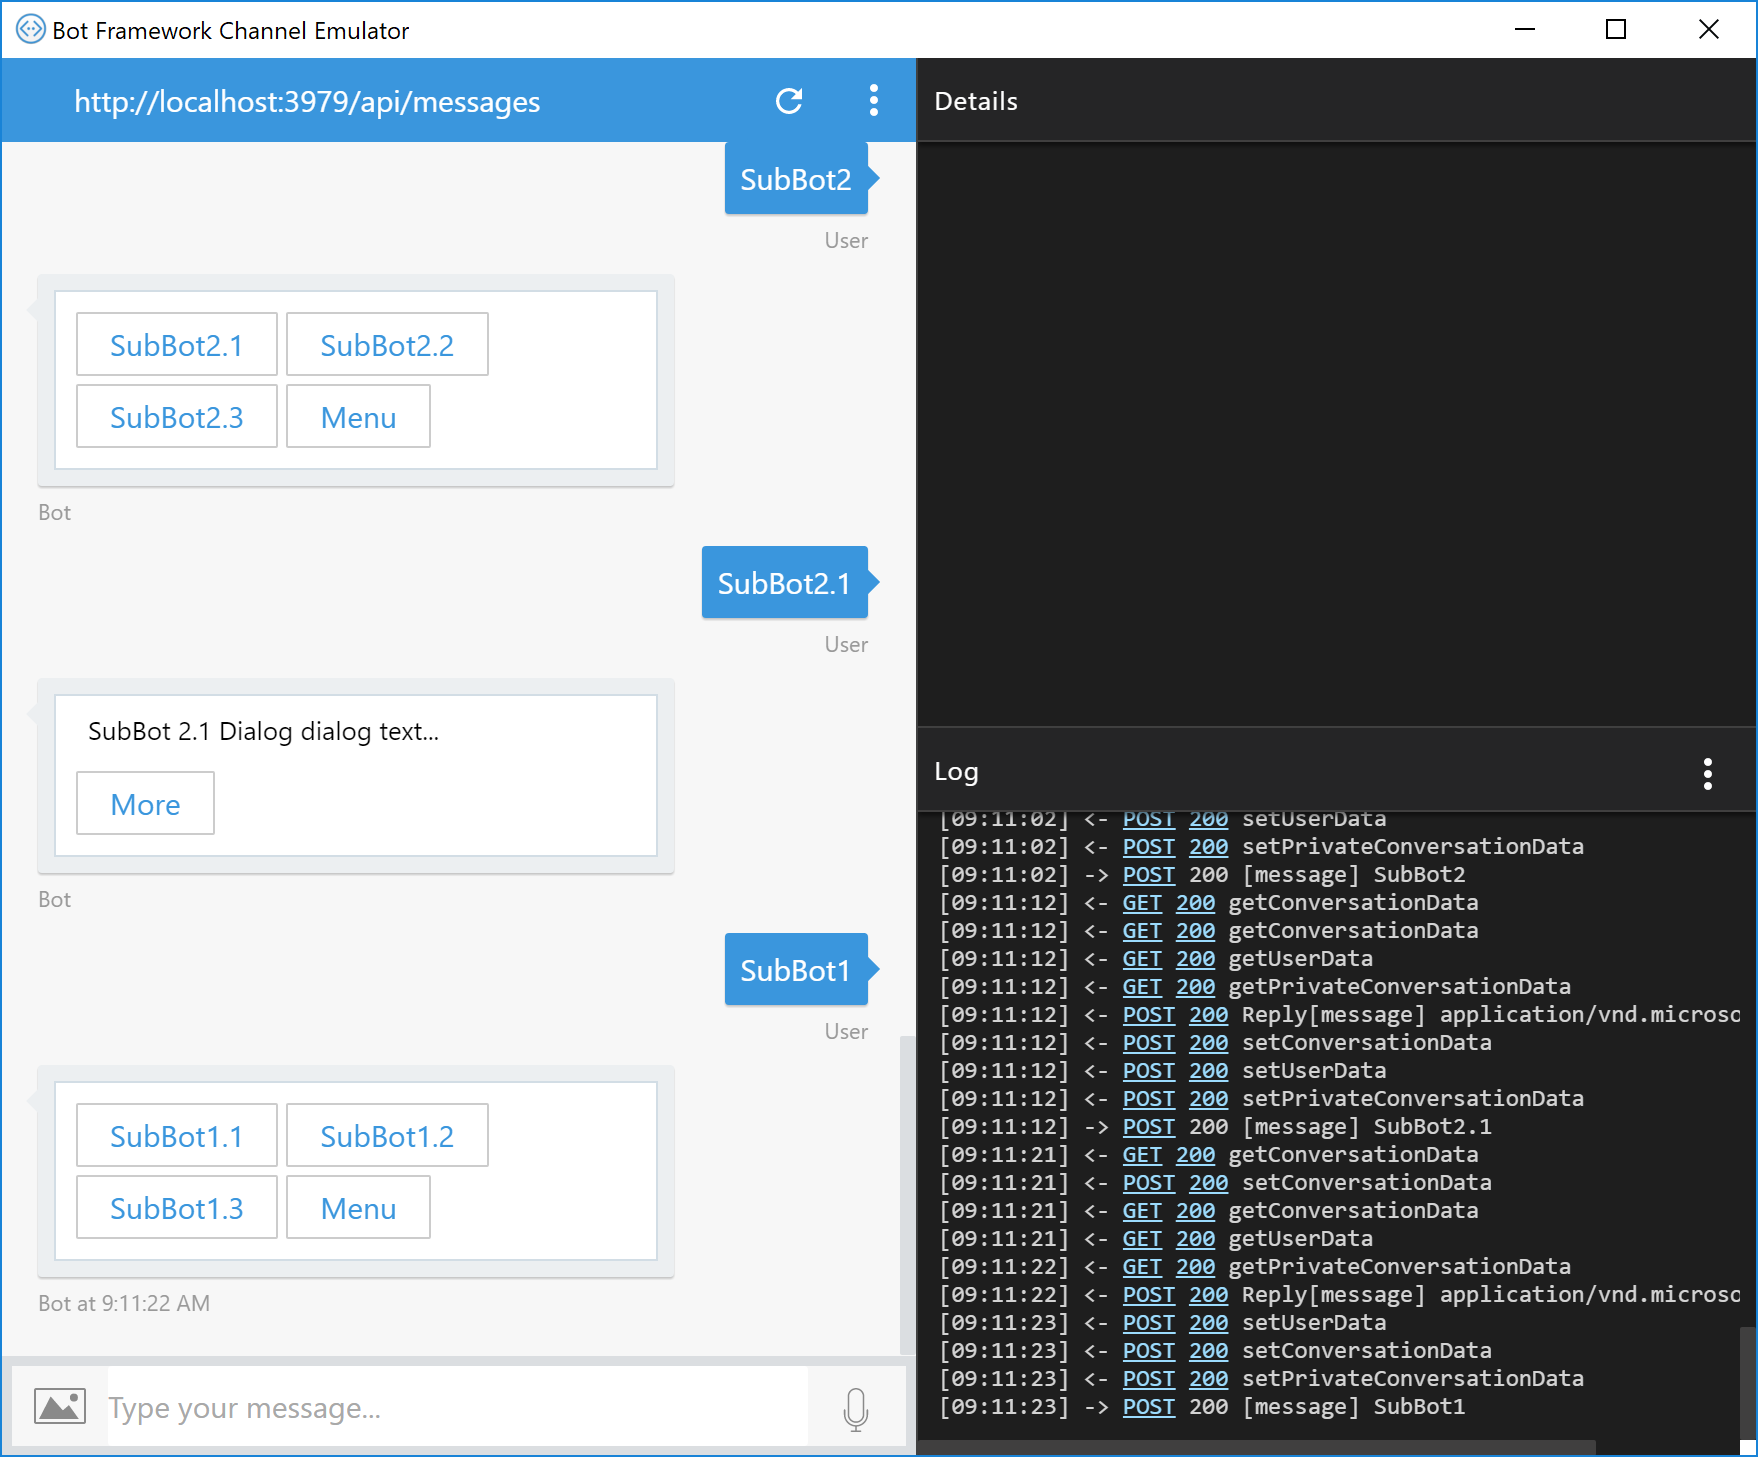 Bot Framework Channel Emulator
http://localhost:3979/api/messages
SubBot2
User
SubBot2.1 SubBot2.2
SubBot2.3 Menu
Bot
SubBot2.1
User
SubBot 2.1 Dialog dialog text...
More
Bot
SubBot1
User
SubBot1.1 SubBot1.2
SubBot1.3 Menu
Bot at 9:11:22 AM
Type your message...
Details
Log
[09:11:02] <- POST 200 setUserData
[09:11:02] <- POST 200 setPrivateConversationData
[09:11:02] -> POST 200 [message] SubBot2
[09:11:12] <- GET 200 getConversationData
[09:11:12] <- GET 200 getConversationData
[09:11:12] <- GET 200 getUserData
[09:11:12] <- GET 200 getPrivateConversationData
[09:11:12] <- POST 200 Reply[message] application/vnd.microso
[09:11:12] <- POST 200 setConversationData
[09:11:12] <- POST 200 setUserData
[09:11:12] <- POST 200 setPrivateConversationData
[09:11:12] -> POST 200 [message] SubBot2.1
[09:11:21] <- GET 200 getConversationData
[09:11:21] <- POST 200 setConversationData
[09:11:21] <- GET 200 getConversationData
[09:11:21] <- GET 200 getUserData
[09:11:22] <- GET 200 getPrivateConversationData
[09:11:22] <- POST 200 Reply[message] application/vnd.microso
[09:11:23] <- POST 200 setUserData
[09:11:23] <- POST 200 setConversationData
[09:11:23] <- POST 200 setPrivateConversationData
[09:11:23] -> POST 200 [message] SubBot1